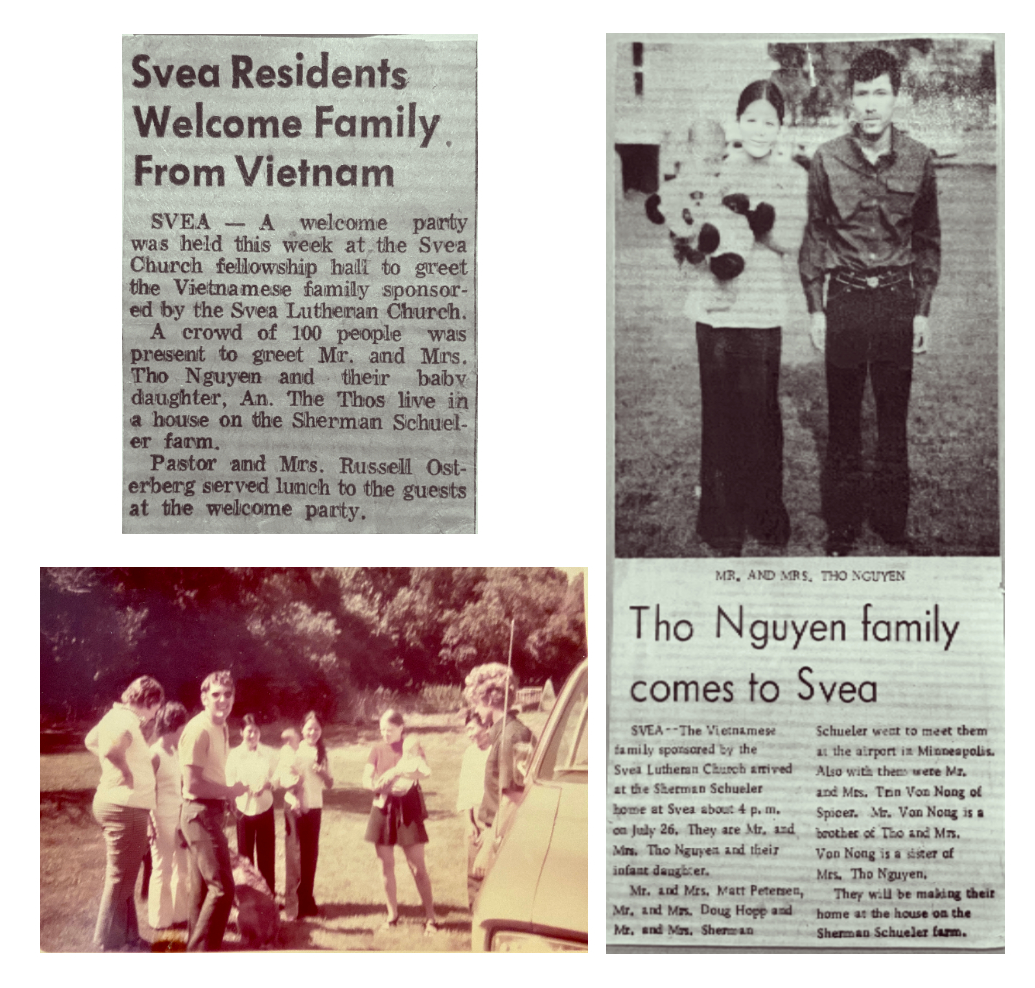 Svea Residents
Welcome Family
From Vietnam
SVEA — A welcome party
was held this week at the Svea
Church fellowship hall to greet
the Vietnamese family sponsor-
ed by the Svea Lutheran Church.
A crowd of 100 people was
present to greet Mr. and Mrs.
Tho Nguyen and their baby
daughter, An. The Thos live in
a house on the Sherman Schuel-
er farm.
Pastor and Mrs. Russell Ost-
erberg served lunch to the guests
at the welcome party.
MR. AND MRS. THO NGUYEN
Tho Nguyen family
comes to Svea
SVEA--The Vietnamese
family sponsored by the
Svea Lutheran Church arrived
at the Sherman Schueler
home at Svea about 4 p. m.
on July 26. They are Mr. and
Mrs. Tho Nguyen and their
infant daughter.
Mr. and Mrs. Matt Petersen,
Mr. and Mrs. Doug Hopp and
Mr. and Mrs. Sherman
Schueler went to meet them
at the airport in Minneapolis.
Also with them were Mr.
and Mrs. Trin Von Nong of
Spicer. Mr. Von Nong is a
brother of Tho and Mrs.
Von Nong is a sister of
Mrs. Tho Nguyen.
They will be making their
home at the house on the
Sherman Schueler farm.